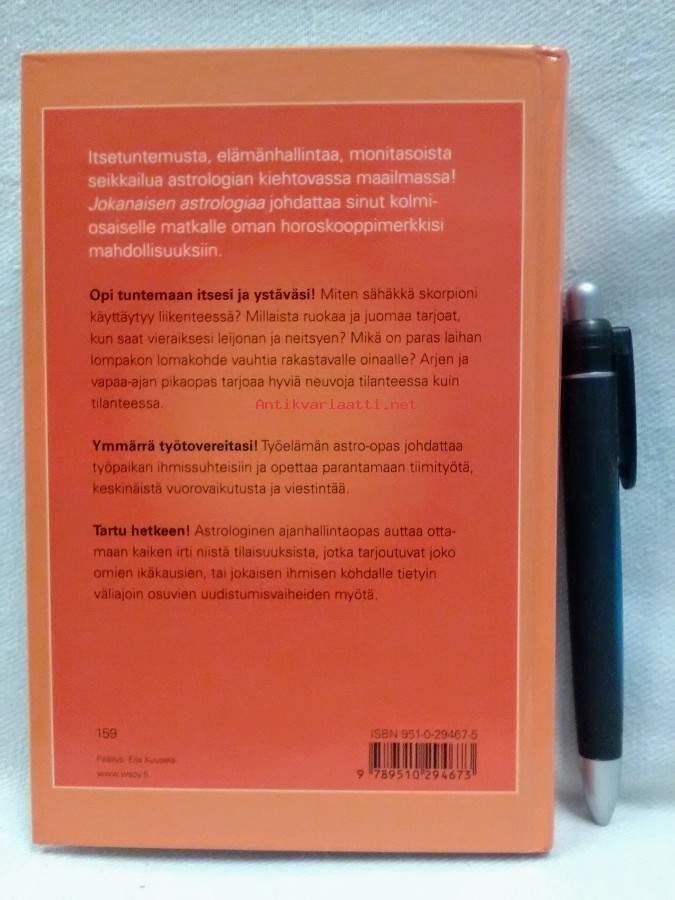 Itsetuntemusta, elämänhallintaa, monitasoista
seikkailua astrologian kiehtovassa maailmassa!
Jokanaisen astrologiaa johdattaa sinut kolmi-
osaiselle matkalle oman horoskooppimerkkisi
mahdollisuuksiin.
Opi tuntemaan itsesi ja ystäväsi! Miten sähäkkä skorpioni
käyttäytyy liikenteessä? Millaista ruokaa ja juomaa tarjoat,
kun saat vieraiksesi leijonan ja neitsyen? Mikä on paras laihan
lompakon lomakohde vauhtia rakastavalle oinaalle? Arjen ja
vapaa-ajan pikaopas tarjoaa hyviä neuvoja tilanteessa kuin
tilanteessa.
Antikvariaatti.net
Ymmärrä työtovereitasi! Työelämän astro-opas johdattaa
työpaikan ihmissuhteisiin ja opettaa parantamaan tiimityötä,
keskinäistä vuorovaikutusta ja viestintää.
Tartu hetkeen! Astrologinen ajanhallintaopas auttaa otta-
maan kaiken irti niistä tilaisuuksista, jotka tarjoutuvat joko
omien ikäkausien, tai jokaisen ihmisen kohdalle tietyin
väliajoin osuvien uudistumisvaiheiden myötä.
159
ISBN 951-0-29467-5
Päällys: Eila Kuusela
www.wsoy.fi
9 789510 294673